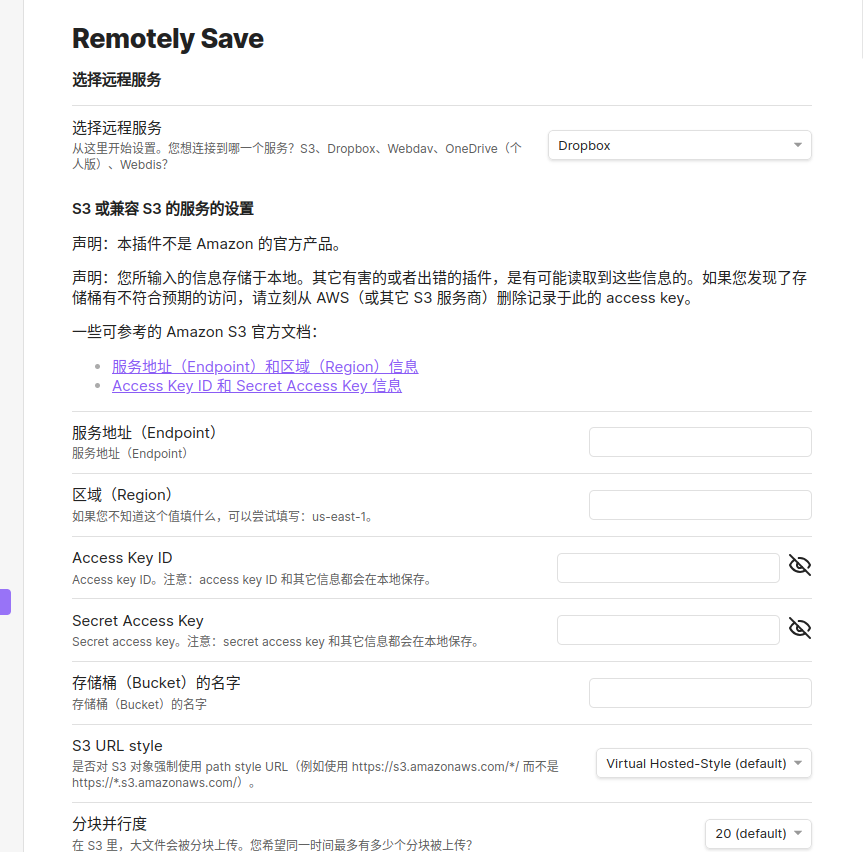 Remotely Save
选择远程服务
选择远程服务
从这里开始设置。您想连接到哪一个服务？S3、Dropbox、Webdav、OneDrive（个
人版）、Webdis？
Dropbox
S3 或兼容 S3 的服务的设置
声明：本插件不是 Amazon 的官方产品。
声明：您所输入的信息存储于本地。其它有害的或者出错的插件，是有可能读取到这些信息的。如果您发现了存
储桶有不符合预期的访问，请立刻从 AWS（或其它 S3 服务商）删除记录于此的 access key。
一些可参考的 Amazon S3 官方文档：
服务地址（Endpoint）和区域（Region）信息
Access Key ID 和 Secret Access Key 信息
服务地址（Endpoint）
服务地址（Endpoint）
区域（Region）
如果您不知道这个值填什么，可以尝试填写：us-east-1。
Access Key ID
Access key ID。注意：access key ID 和其它信息都会在本地保存。
Secret Access Key
Secret access key。注意：secret access key 和其它信息都会在本地保存。
存储桶（Bucket）的名字
存储桶（Bucket）的名字
S3 URL style
是否对 S3 对象强制使用 path style URL（例如使用 https://s3.amazonaws.com/*/ 而不是
https://*.s3.amazonaws.com/）。
Virtual Hosted-Style (default)
分块并行度
在 S3 里，大文件会被分块上传。您希望同一时间最多有多少个分块被上传？
20 (default)